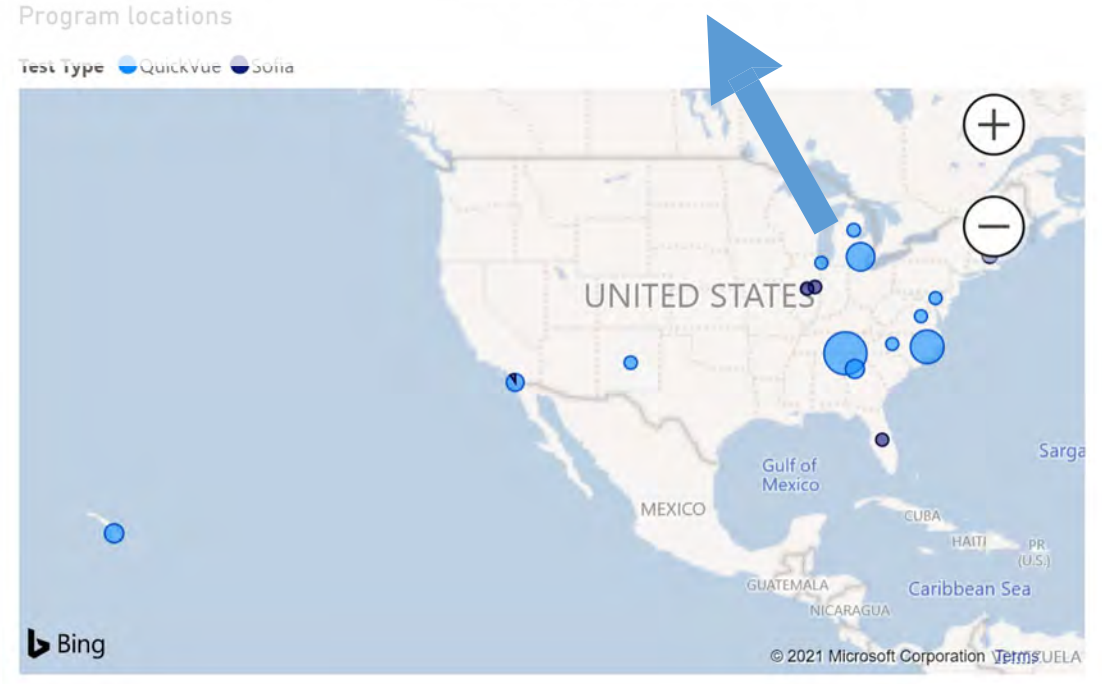 Program locations
Test Type QuickVue Sofia
UNITED STATES
Sarga
Gulf of
Mexico
MEXICO
CUBA
HAITI
PR
(U.S.)
GUATEMALA
Caribbean Sea
NICARAGUA
Bing
© 2021 Microsoft Corporation Terms